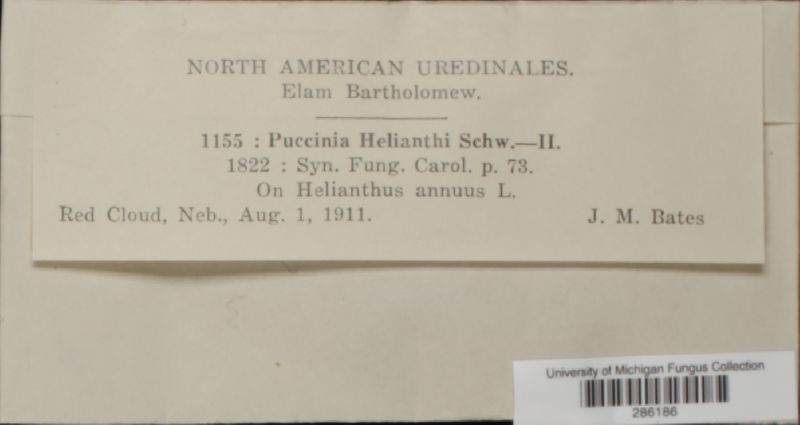 NORTH AMERICAN UREDINALES.
Elam Bartholomew.
1155 : Puccinia Helianthi Schw.—II.
1822 : Syn. Fung. Carol. p. 73.
On Helianthus annuus L.
Red Cloud, Neb., Aug. 1, 1911. J. M. Bates
University of Michigan Fungus Collection
286186